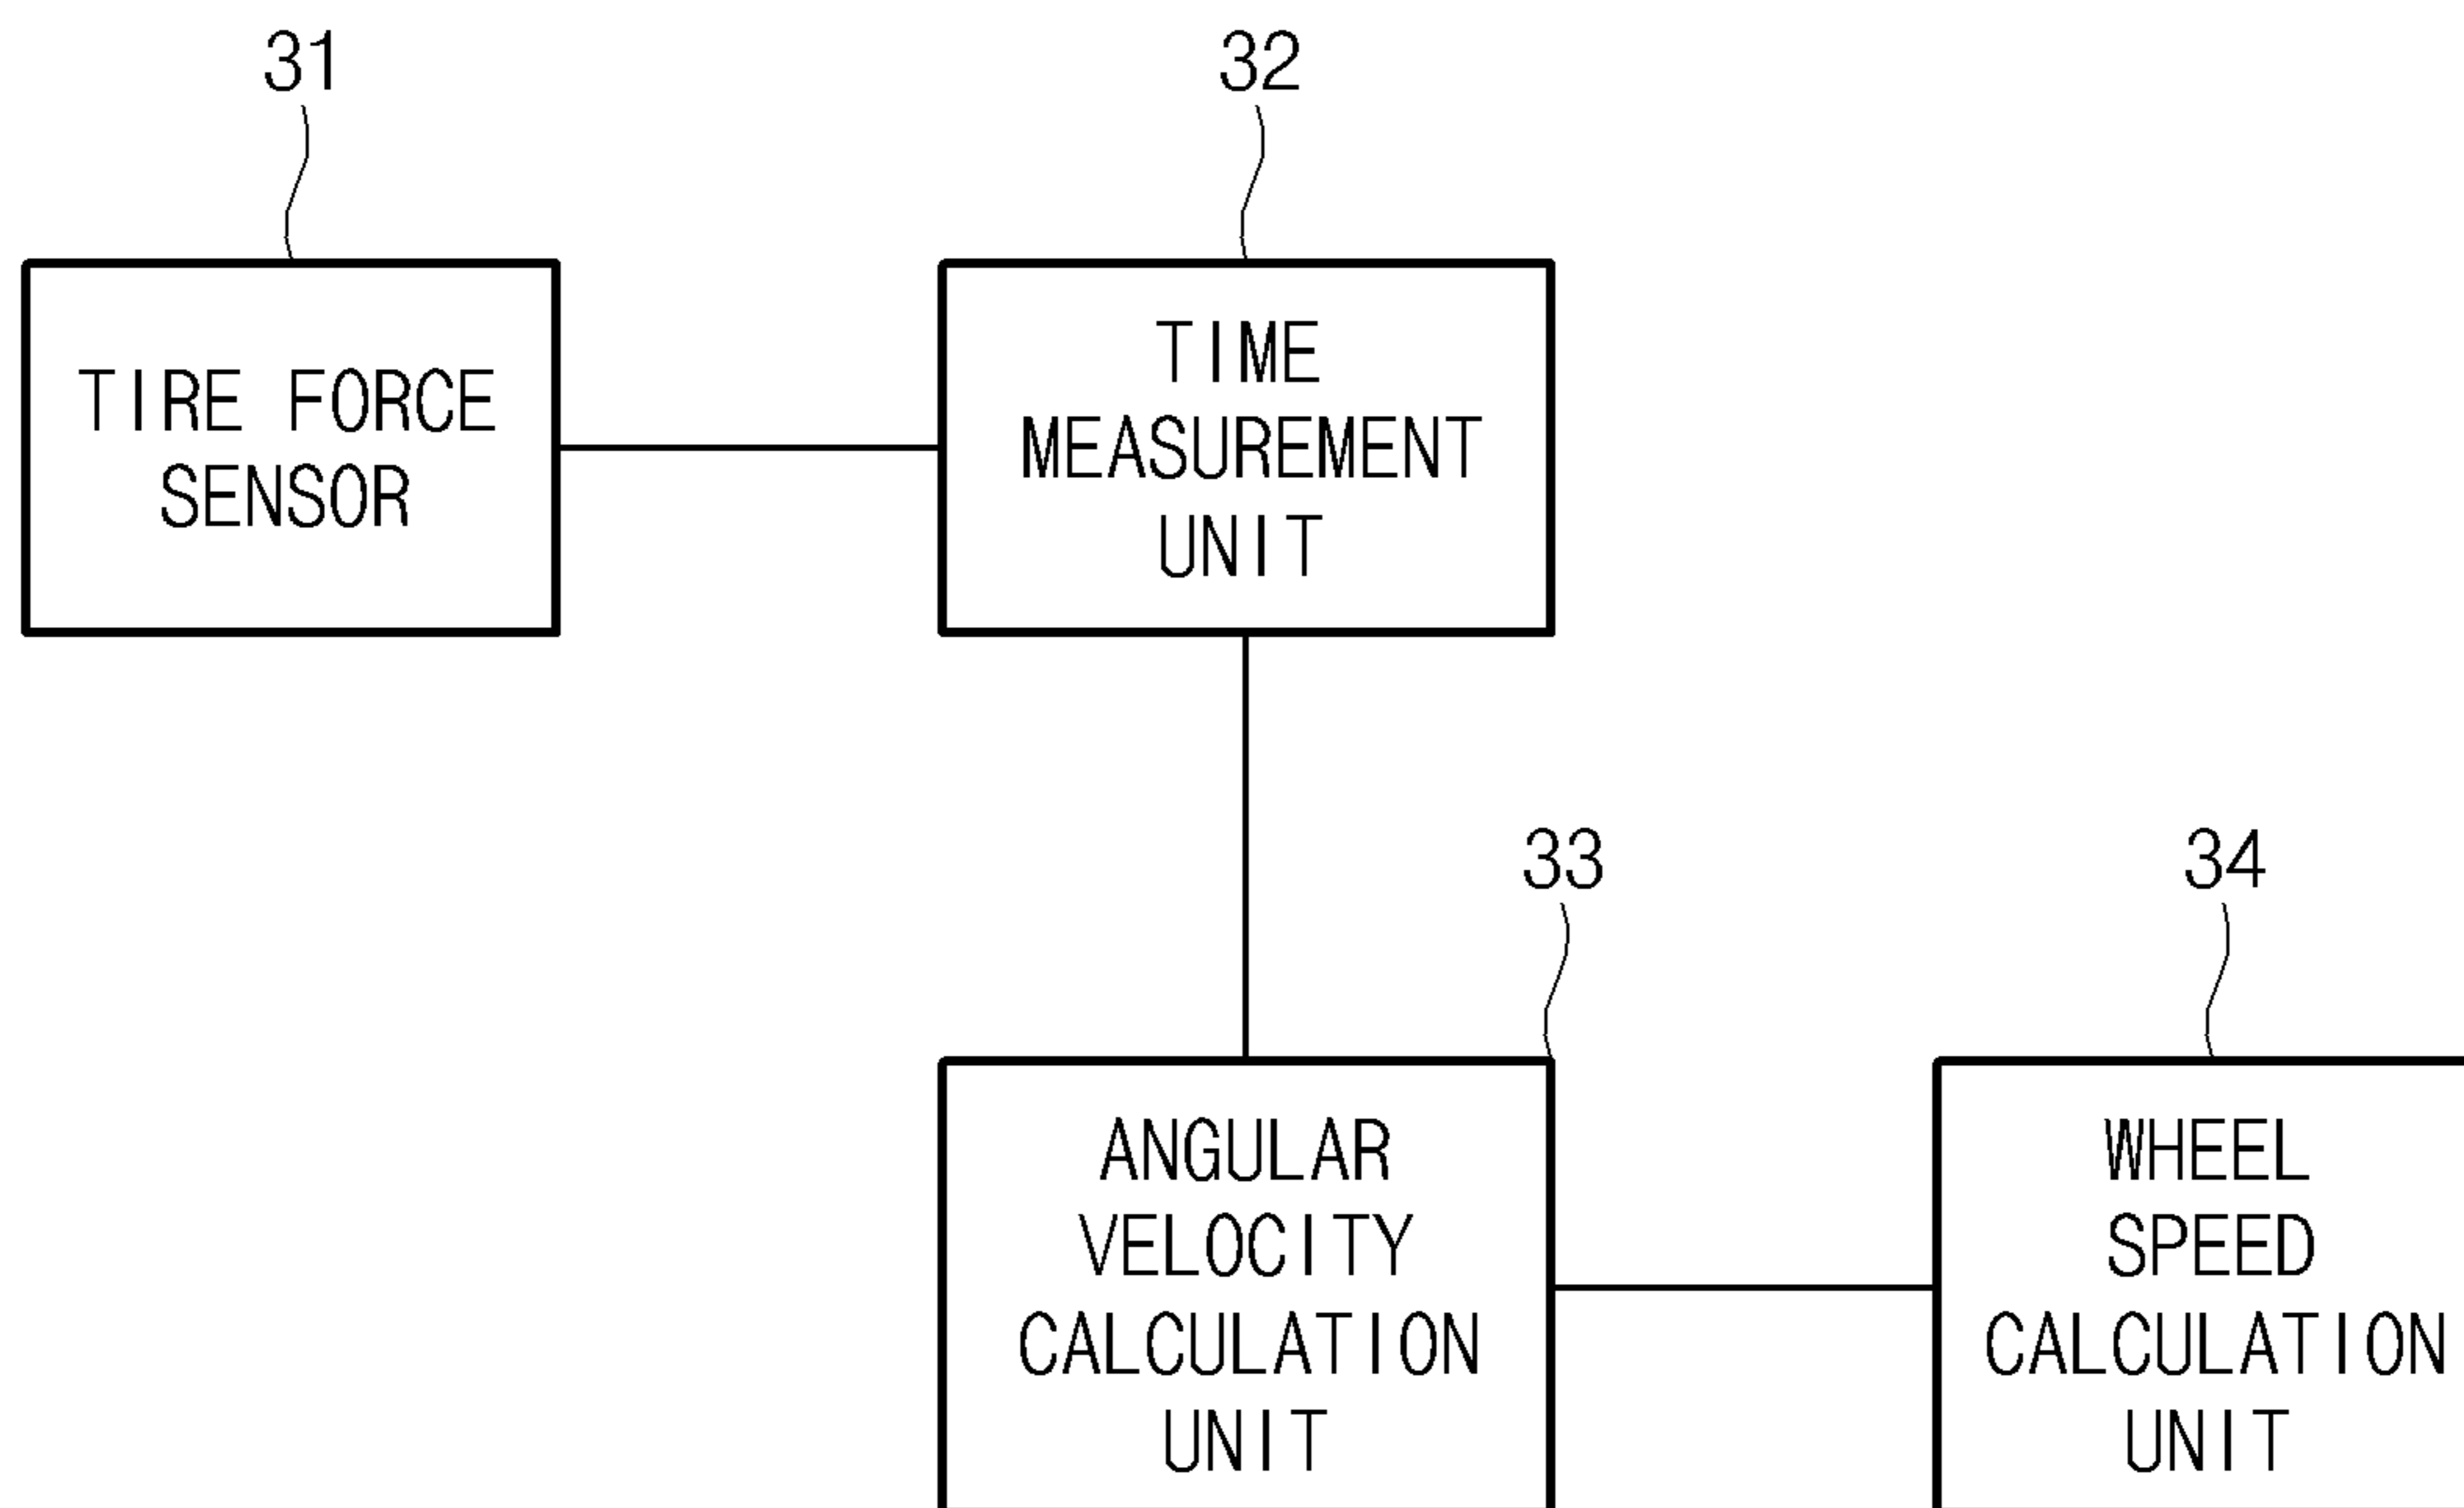 31
32
TIRE FORCE
SENSOR
TIME
MEASUREMENT
UNIT
33
34
ANGULAR
VELOCITY
CALCULATION
UNIT
WHEEL
SPEED
CALCULATION
UNIT